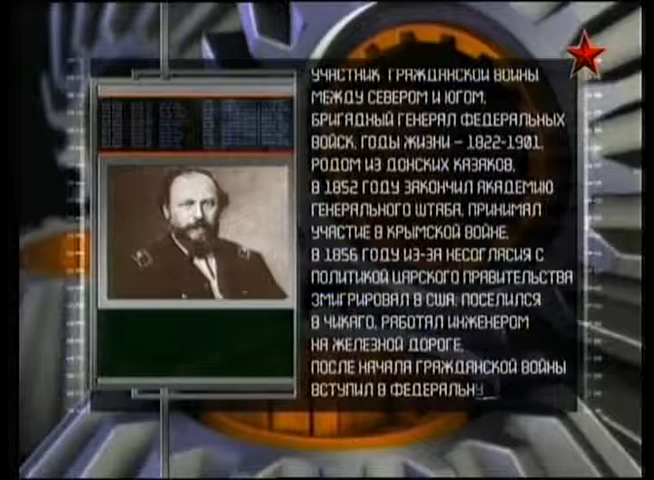 УЧАСТНИК ГРАЖДАНСКОЙ ВОЙНЫ
МЕЖДУ СЕВЕРОМ И ЮГОМ.
БРИГАДНЫЙ ГЕНЕРАЛ ФЕДЕРАЛЬНЫХ
ВОЙСК. ГОДЫ ЖИЗНИ – 1822-1901.
РОДОМ ИЗ ДОНСКИХ КАЗАКОВ.
В 1852 ГОДУ ЗАКОНЧИЛ АКАДЕМИЮ
ГЕНЕРАЛЬНОГО ШТАБА, ПРИНИМАЛ
УЧАСТИЕ В КРЫМСКОЙ ВОЙНЕ.
В 1856 ГОДУ ИЗ-ЗА НЕСОГЛАСИЯ С
ПОЛИТИКОЙ ЦАРСКОГО ПРАВИТЕЛЬСТВА
ЭМИГРИРОВАЛ В США. ПОСЕЛИЛСЯ
В ЧИКАГО, РАБОТАЛ ИНЖЕНЕРОМ
НА ЖЕЛЕЗНОЙ ДОРОГЕ.
ПОСЛЕ НАЧАЛА ГРАЖДАНСКОЙ ВОЙНЫ
ВСТУПИЛ В ФЕДЕРАЛЬНУ